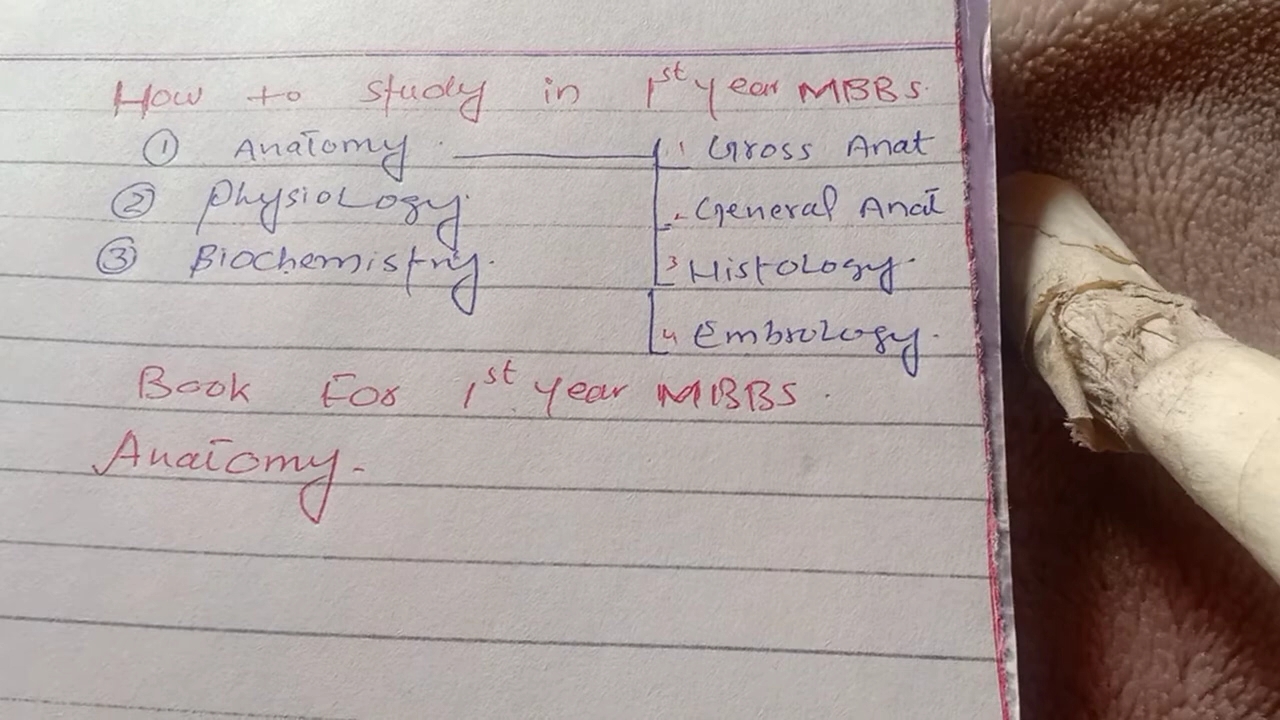 How to study in 1st year MBBS.
① Anatomy. 1 Gross Anat
② Physiology. 2 General Anat
③ Biochemistry. 3 Histology.
4 Embrology.
Book For 1st year MBBS.
Anatomy.